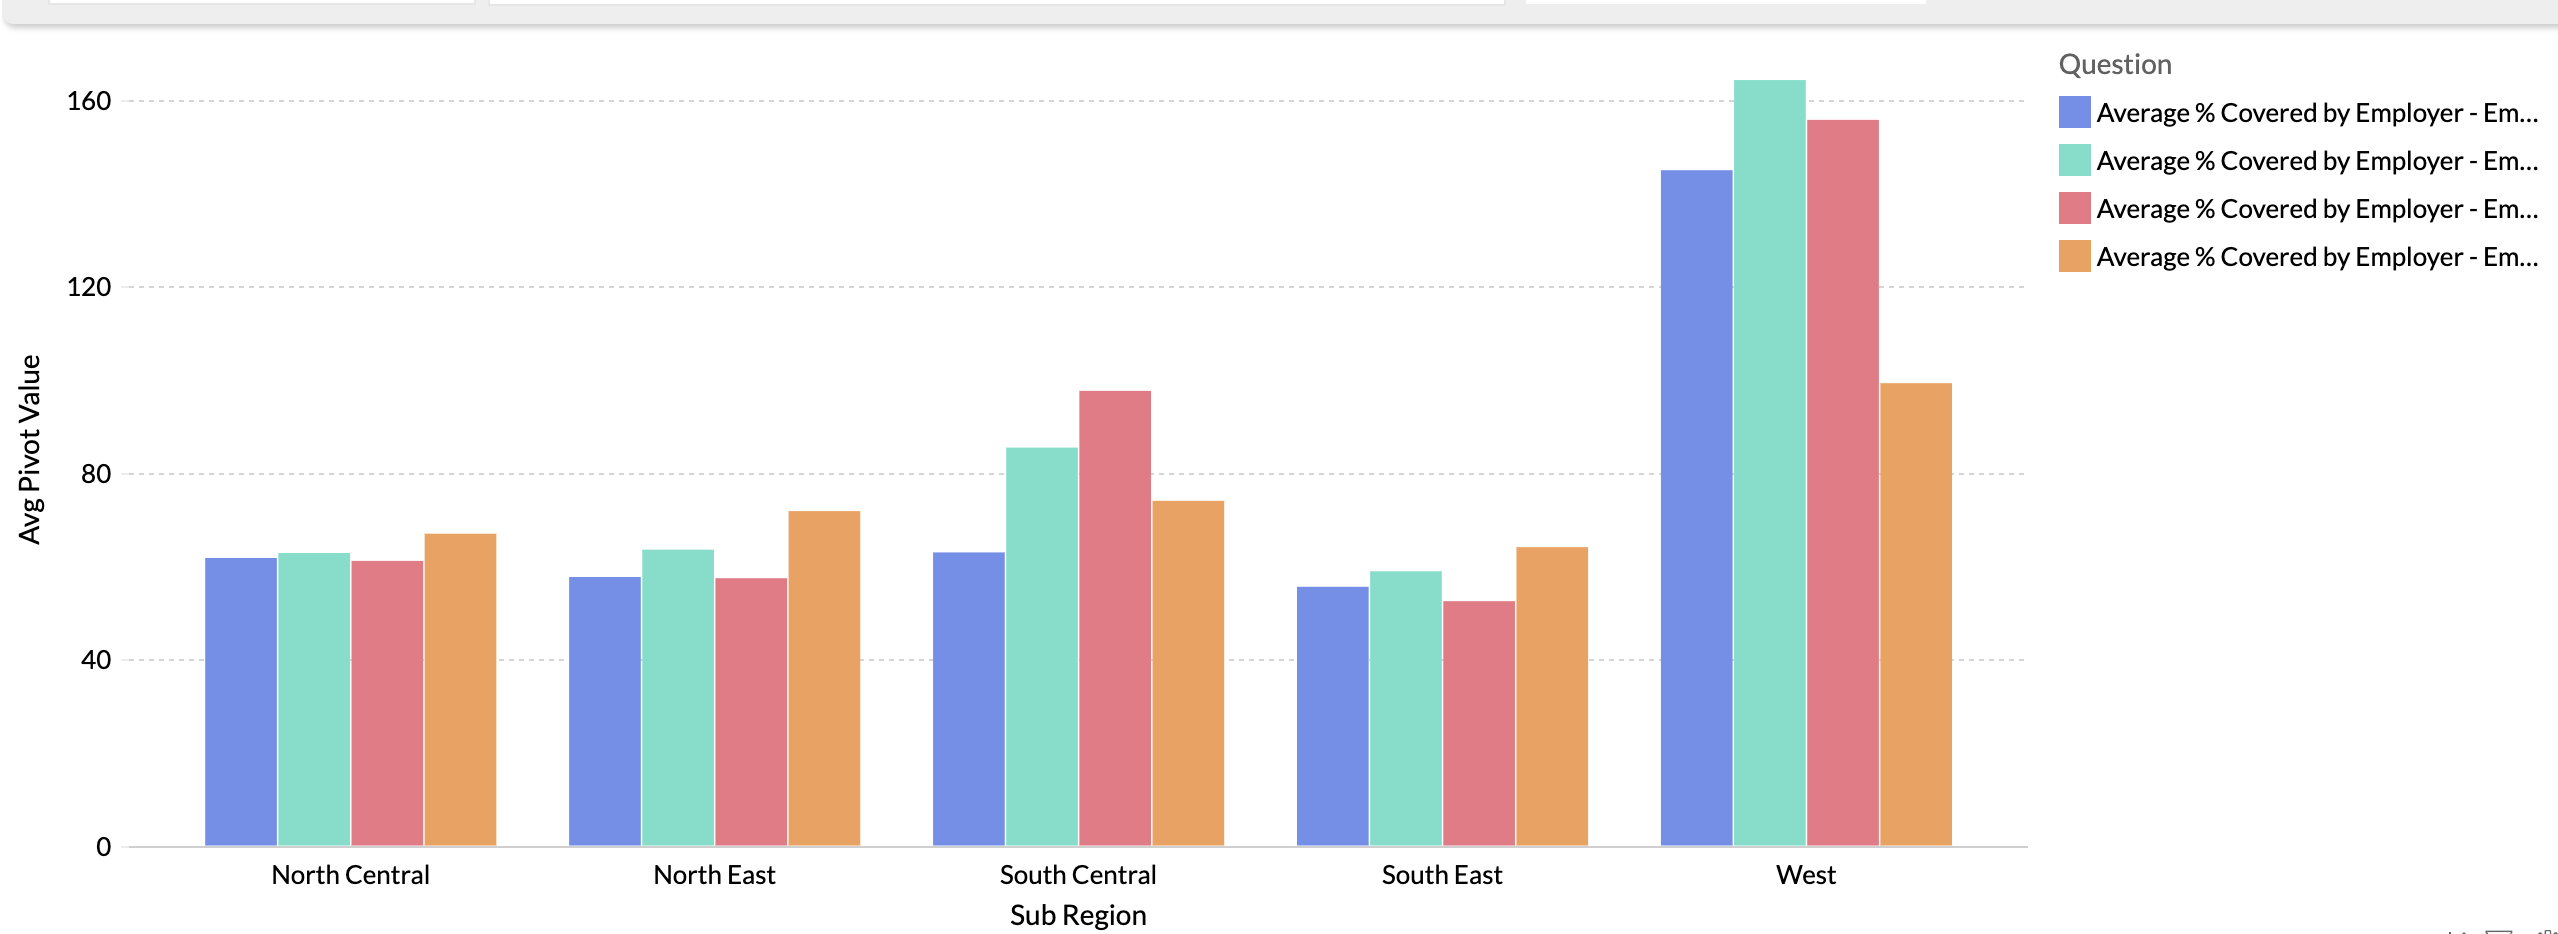 Question
Average % Covered by Employer - Em...
Average % Covered by Employer - Em...
Average % Covered by Employer - Em...
Average % Covered by Employer - Em...
160
120
80
40
0
Avg Pivot Value
North Central
North East
South Central
South East
West
Sub Region